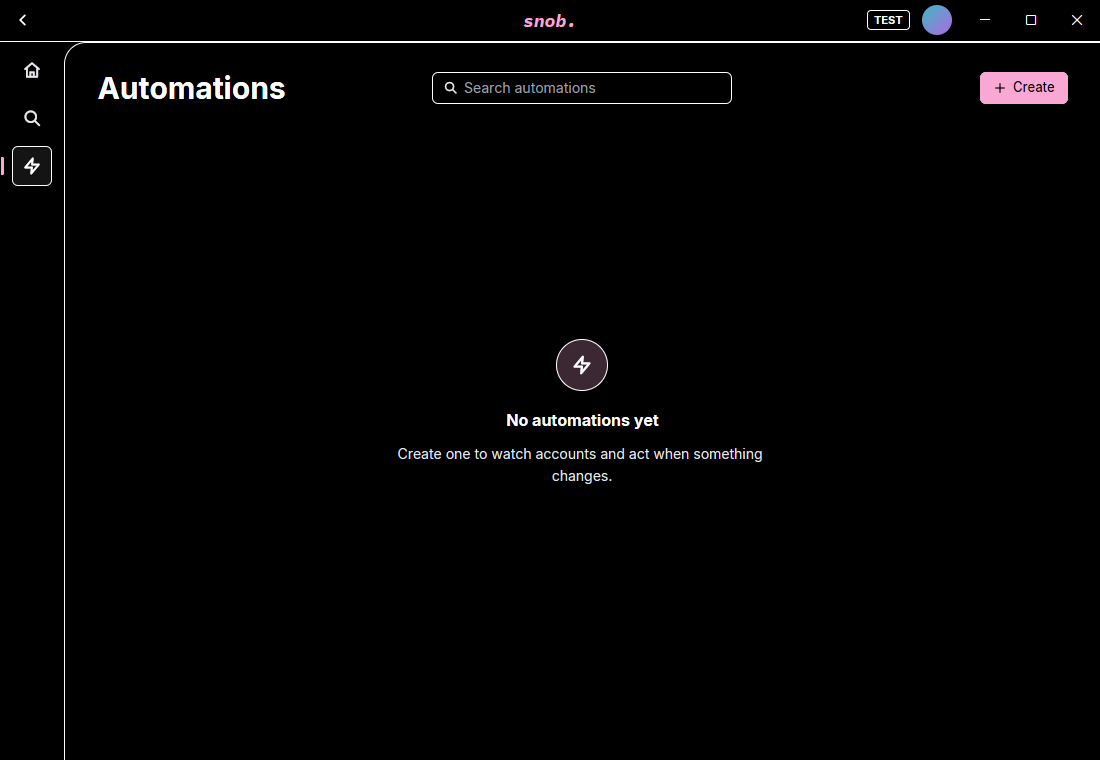 snob.
TEST
Automations
Search automations
Create
No automations yet
Create one to watch accounts and act when something
changes.